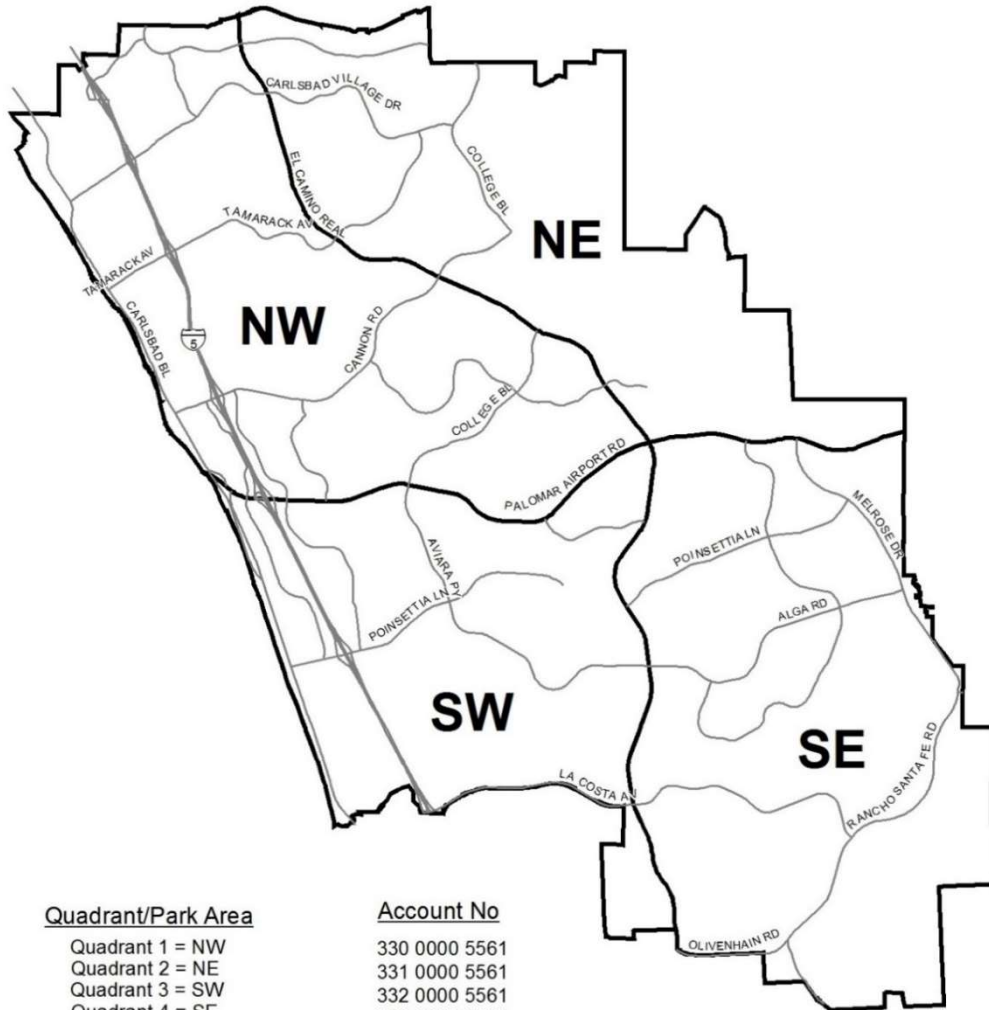 CARLSBAD VILLAGE DR
COLLEGE BL
EL CAMINO REAL
TAMARACK AV
NE
TAMARACK AV
CARLSBAD BL
5
NW
CANNON RD
COLLEGE BL
PALOMAR AIRPORT RD
MELROSE DR
AVIARA PY
POINSETTIA LN
POINSETTIA LN
ALGA RD
SW
SE
LA COSTA AV
RANCHO SANTA FE RD
OLIVENHAIN RD
Quadrant/Park Area Account No
Quadrant 1 = NW 330 0000 5561
Quadrant 2 = NE 331 0000 5561
Quadrant 3 = SW 332 0000 5561
Quadrant 4 = SE